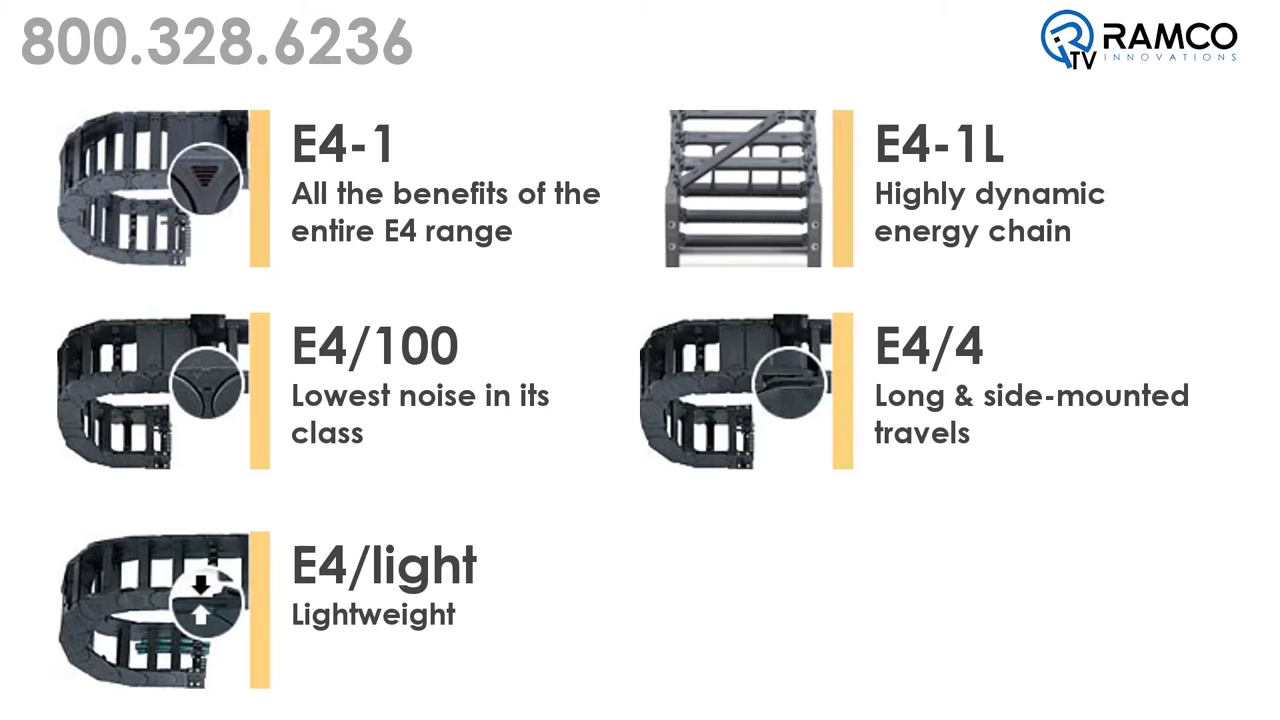 800.328.6236
RAMCO
TV INNOVATIONS
E4-1
All the benefits of the
entire E4 range
E4-1L
Highly dynamic
energy chain
E4/100
Lowest noise in its
class
E4/4
Long & side-mounted
travels
E4/light
Lightweight